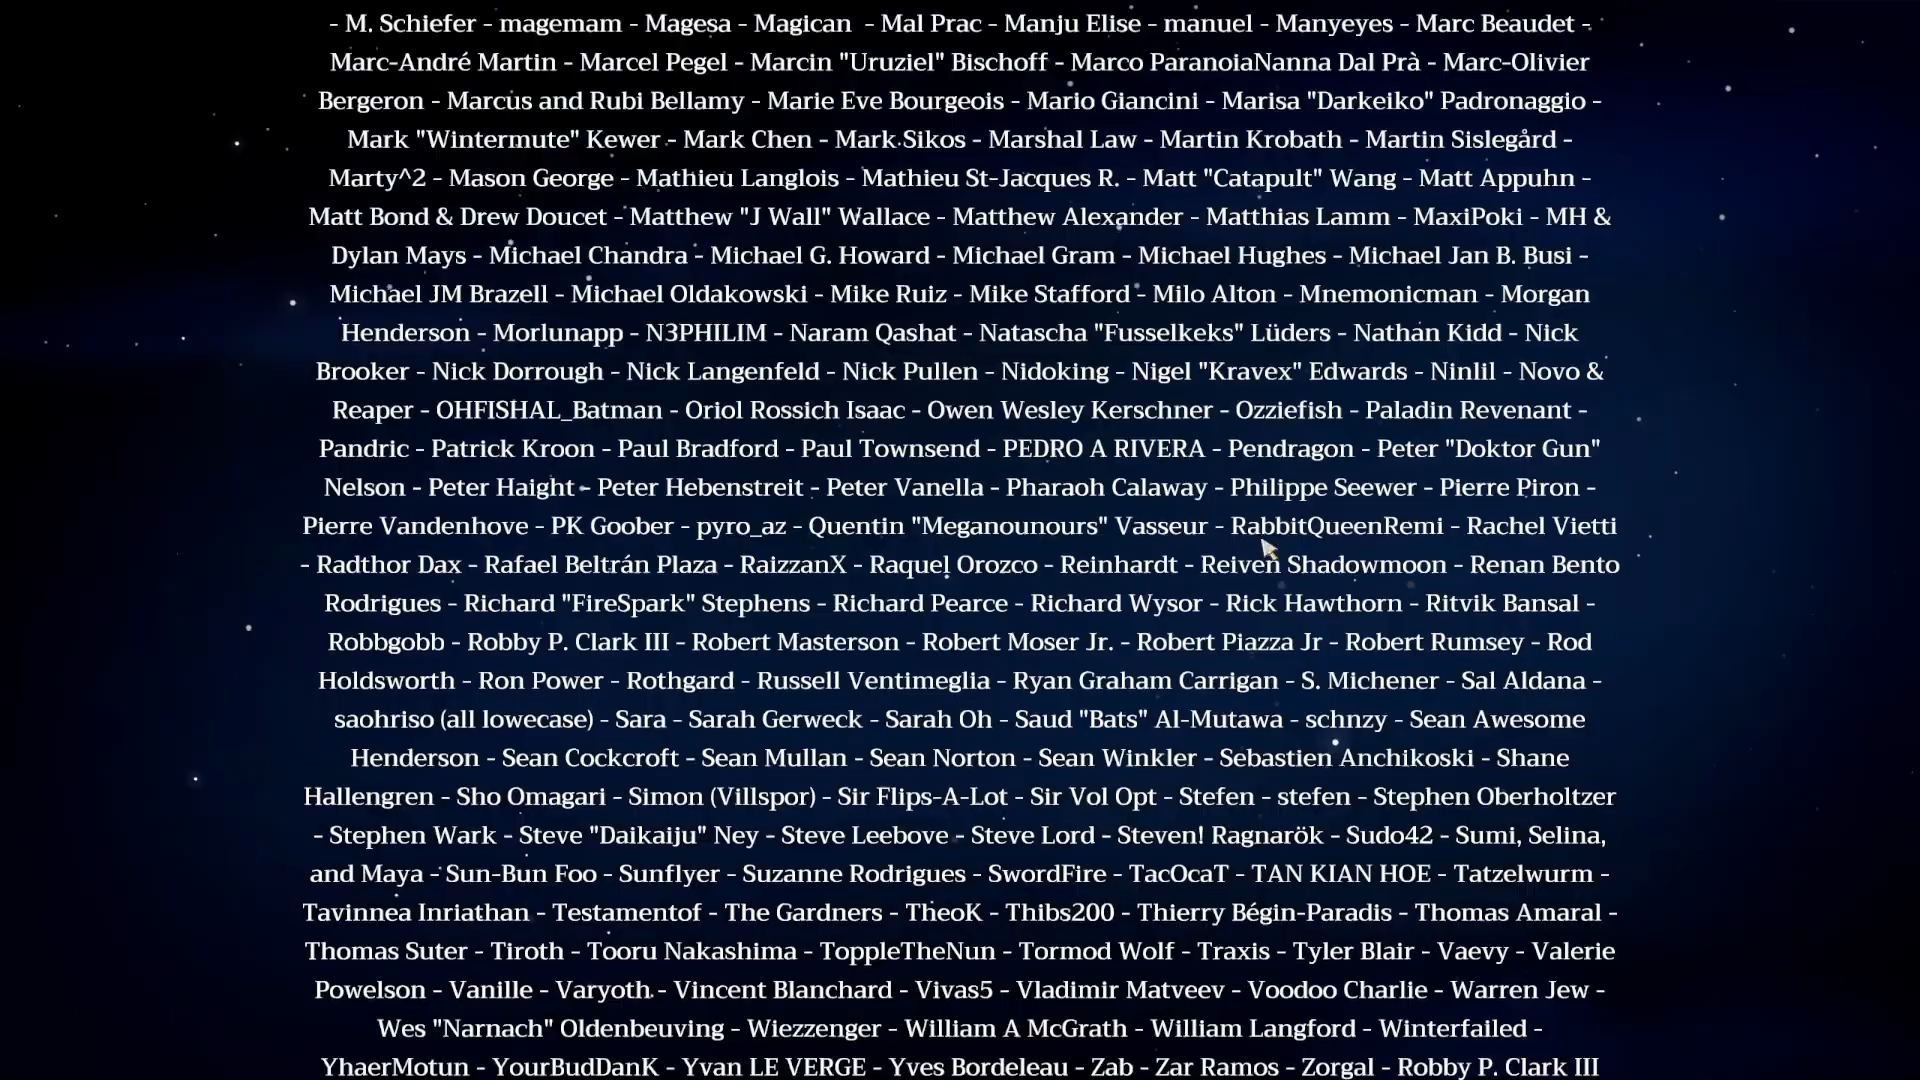 - M. Schiefer - magemam - Magesa - Magican  - Mal Prac - Manju Elise - manuel - Manyeyes - Marc Beaudet -
Marc-André Martin - Marcel Pegel - Marcin "Uruziel" Bischoff - Marco ParanoiaNanna Dal Prà - Marc-Olivier
Bergeron - Marcus and Rubi Bellamy - Marie Eve Bourgeois - Mario Giancini - Marisa "Darkeiko" Padronaggio -
Mark "Wintermute" Kewer - Mark Chen - Mark Sikos - Marshal Law - Martin Krobath - Martin Sislegård -
Marty^2 - Mason George - Mathieu Langlois - Mathieu St-Jacques R. - Matt "Catapult" Wang - Matt Appuhn -
Matt Bond & Drew Doucet - Matthew "J Wall" Wallace - Matthew Alexander - Matthias Lamm - MaxiPoki - MH &
Dylan Mays - Michael Chandra - Michael G. Howard - Michael Gram - Michael Hughes - Michael Jan B. Busi -
Michael JM Brazell - Michael Oldakowski - Mike Ruiz - Mike Stafford - Milo Alton - Mnemonicman - Morgan
Henderson - Morlunapp - N3PHILIM - Naram Qashat - Natascha "Fusselkeks" Lüders - Nathan Kidd - Nick
Brooker - Nick Dorrough - Nick Langenfeld - Nick Pullen - Nidoking - Nigel "Kravex" Edwards - Ninlil - Novo &
Reaper - OHFISHAL_Batman - Oriol Rossich Isaac - Owen Wesley Kerschner - Ozziefish - Paladin Revenant -
Pandric - Patrick Kroon - Paul Bradford - Paul Townsend - PEDRO A RIVERA - Pendragon - Peter "Doktor Gun"
Nelson - Peter Haight - Peter Hebenstreit - Peter Vanella - Pharaoh Calaway - Philippe Seewer - Pierre Piron -
Pierre Vandenhove - PK Goober - pyro_az - Quentin "Meganounours" Vasseur - RabbitQueenRemi - Rachel Vietti
- Radthor Dax - Rafael Beltrán Plaza - RaizzanX - Raquel Orozco - Reinhardt - Reiven Shadowmoon - Renan Bento
Rodrigues - Richard "FireSpark" Stephens - Richard Pearce - Richard Wysor - Rick Hawthorn - Ritvik Bansal -
Robbgobb - Robby P. Clark III - Robert Masterson - Robert Moser Jr. - Robert Piazza Jr - Robert Rumsey - Rod
Holdsworth - Ron Power - Rothgard - Russell Ventimeglia - Ryan Graham Carrigan - S. Michener - Sal Aldana -
saohriso (all lowecase) - Sara - Sarah Gerweck - Sarah Oh - Saud "Bats" Al-Mutawa - schnzy - Sean Awesome
Henderson - Sean Cockcroft - Sean Mullan - Sean Norton - Sean Winkler - Sebastien Anchikoski - Shane
Hallengren - Sho Omagari - Simon (Villspor) - Sir Flips-A-Lot - Sir Vol Opt - Stefen - stefen - Stephen Oberholtzer
- Stephen Wark - Steve "Daikaiju" Ney - Steve Leebove - Steve Lord - Steven! Ragnarök - Sudo42 - Sumi, Selina,
and Maya - Sun-Bun Foo - Sunflyer - Suzanne Rodrigues - SwordFire - TacOcaT - TAN KIAN HOE - Tatzelwurm -
Tavinnea Inriathan - Testamentof - The Gardners - TheoK - Thibs200 - Thierry Bégin-Paradis - Thomas Amaral -
Thomas Suter - Tiroth - Tooru Nakashima - ToppleTheNun - Tormod Wolf - Traxis - Tyler Blair - Vaevy - Valerie
Powelson - Vanille - Varyoth - Vincent Blanchard - Vivas5 - Vladimir Matveev - Voodoo Charlie - Warren Jew -
Wes "Narnach" Oldenbeuving - Wiezzenger - William A McGrath - William Langford - Winterfailed -
YhaerMotun - YourBudDanK - Yvan LE VERGE - Yves Bordeleau - Zab - Zar Ramos - Zorgal - Robby P. Clark III